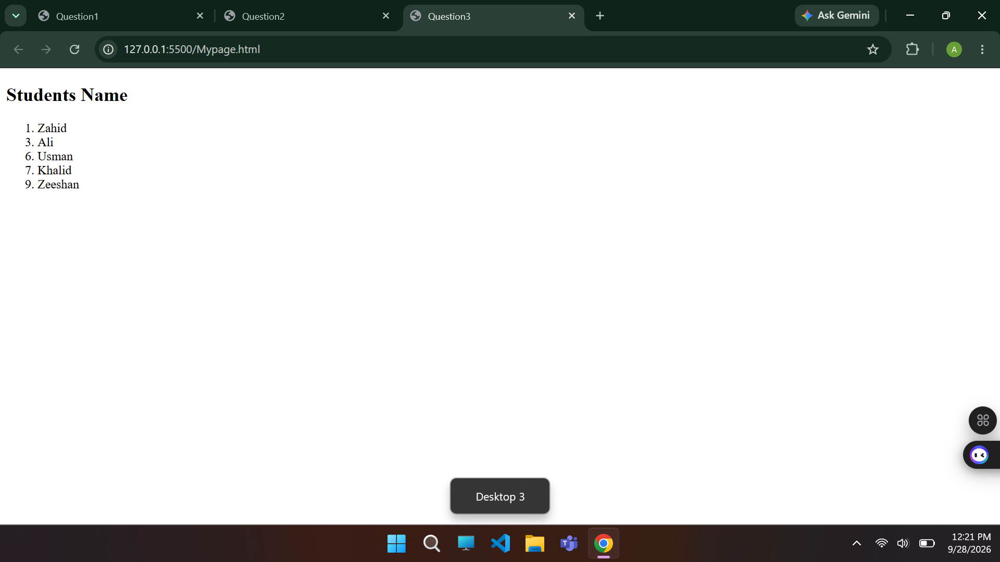 Question1
Question2
Question3
Ask Gemini
127.0.0.1:5500/Mypage.html
A
Students Name
1. Zahid
3. Ali
6. Usman
7. Khalid
9. Zeeshan
Desktop 3
12:21 PM
9/28/2026